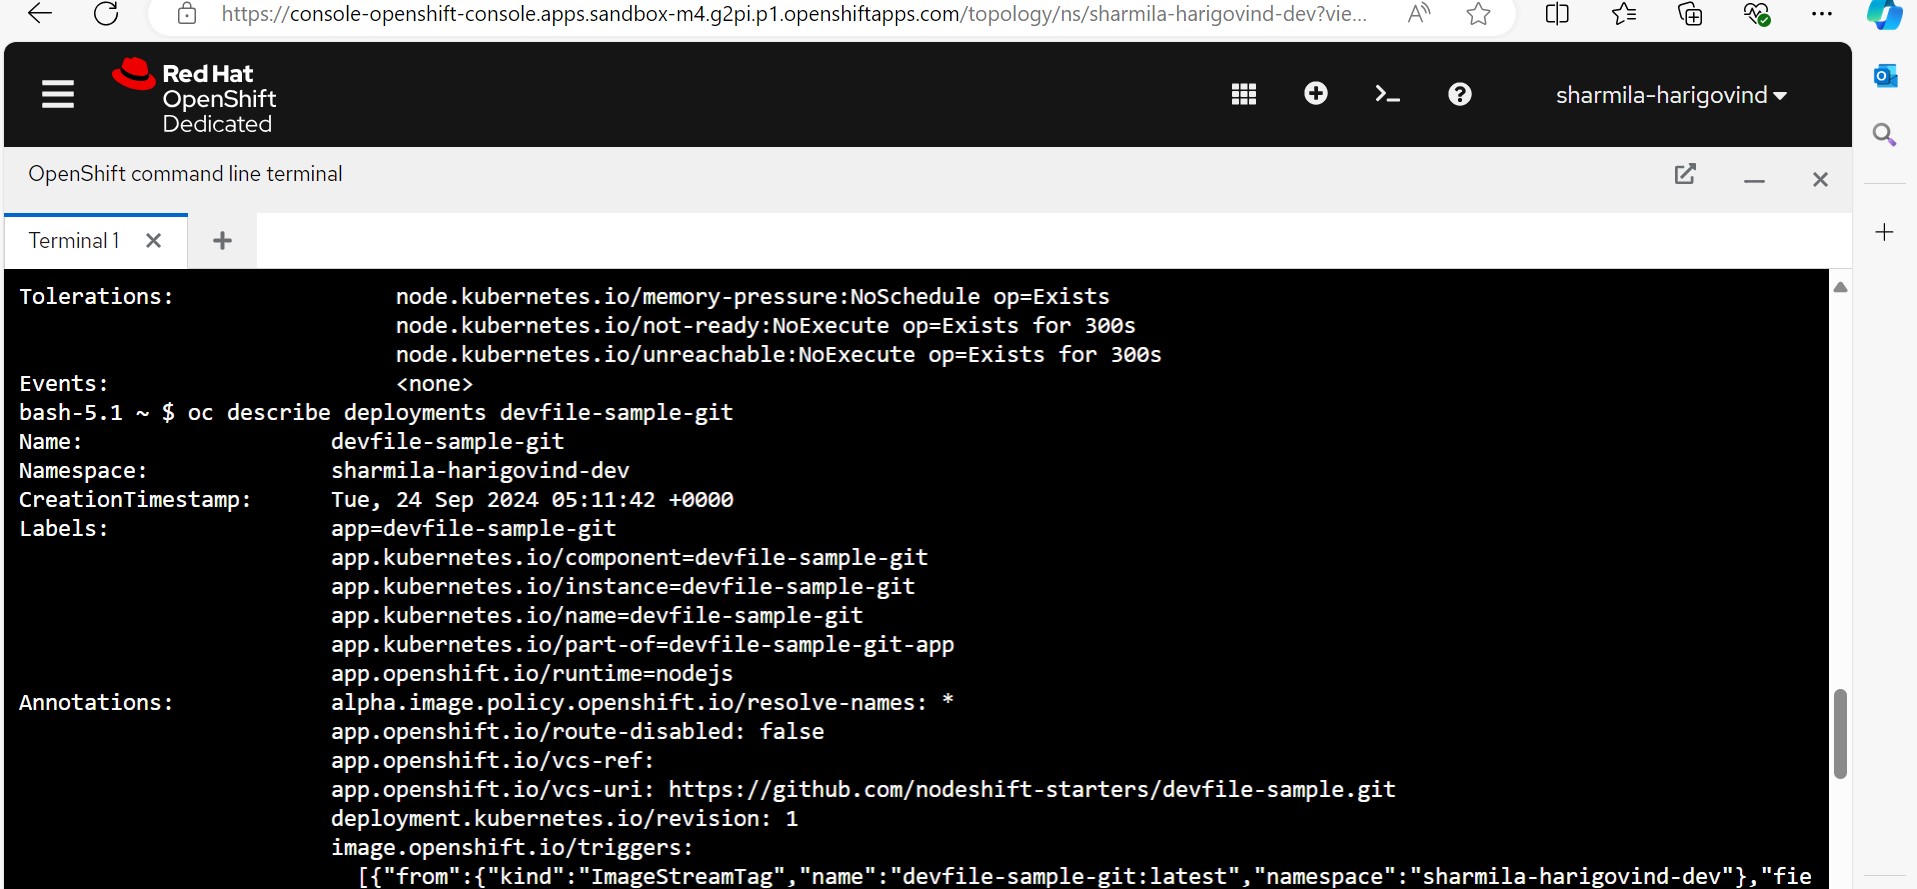 https://console-openshift-console.apps.sandbox-m4.g2pi.p1.openshiftapps.com/topology/ns/sharmila-harigovind-dev?vie...
Red Hat
OpenShift
Dedicated
sharmila-harigovind
OpenShift command line terminal
Terminal 1
Tolerations: node.kubernetes.io/memory-pressure:NoSchedule op=Exists
node.kubernetes.io/not-ready:NoExecute op=Exists for 300s
node.kubernetes.io/unreachable:NoExecute op=Exists for 300s
Events: <none>
bash-5.1 ~ $ oc describe deployments devfile-sample-git
Name: devfile-sample-git
Namespace: sharmila-harigovind-dev
CreationTimestamp: Tue, 24 Sep 2024 05:11:42 +0000
Labels: app=devfile-sample-git
app.kubernetes.io/component=devfile-sample-git
app.kubernetes.io/instance=devfile-sample-git
app.kubernetes.io/name=devfile-sample-git
app.kubernetes.io/part-of=devfile-sample-git-app
app.openshift.io/runtime=nodejs
Annotations: alpha.image.policy.openshift.io/resolve-names: *
app.openshift.io/route-disabled: false
app.openshift.io/vcs-ref:
app.openshift.io/vcs-uri: https://github.com/nodeshift-starters/devfile-sample.git
deployment.kubernetes.io/revision: 1
image.openshift.io/triggers:
[{"from":{"kind":"ImageStreamTag","name":"devfile-sample-git:latest","namespace":"sharmila-harigovind-dev"},"fie